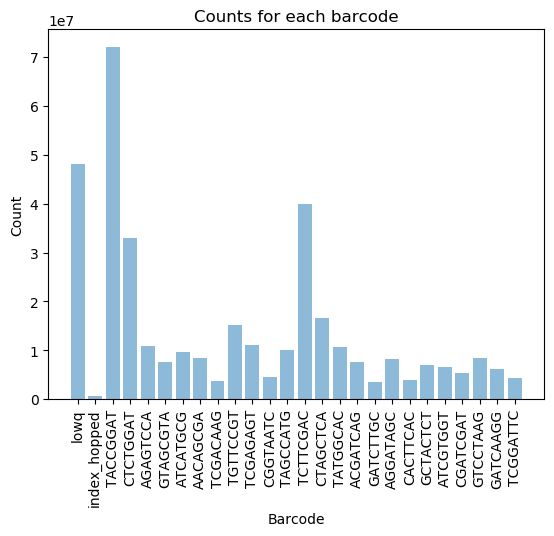 Counts for each barcode
1e7
7
6
5
4
3
2
1
0
Count
lowq
index_hopped
TACCGGAT
CTCTGGAT
AGAGTCCA
GTAGCGTA
ATCATGCG
AACAGCGA
TCGACAAG
TGTTCCGT
TCGAGAGT
CGGTAATC
TAGCCATG
TCTTCGAC
CTAGCTCA
TATGGCAC
ACGATCAG
GATCTTGC
AGGATAGC
CACTTCAC
GCTACTCT
ATCGTGGT
CGATCGAT
GTCCTAAG
GATCAAGG
TCGGATTC
Barcode